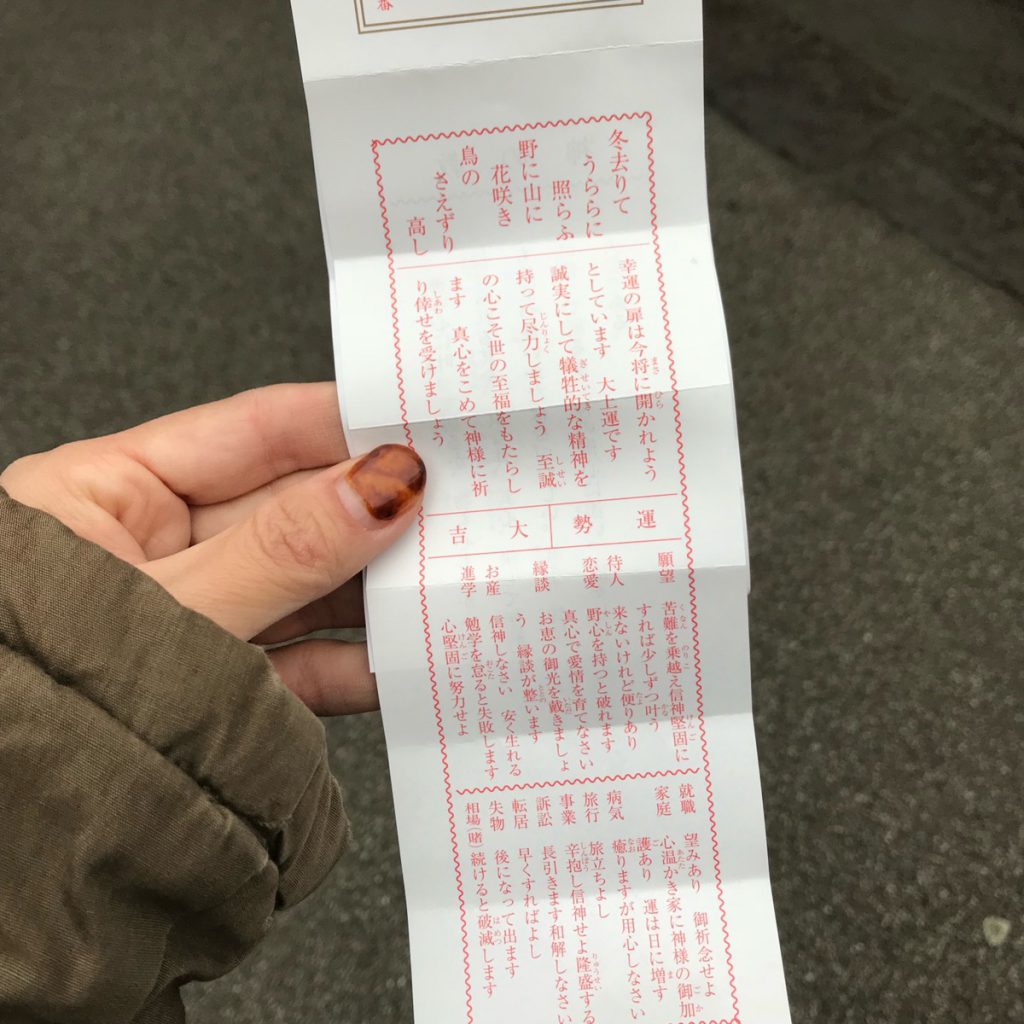 番
冬去りて
うららに
照らふ
野に山に
花咲き
鳥の
さえずり
高し
幸運の扉は今将に開かれよう
としています　大上運です
誠実にして犠牲的な精神を
持って尽力しましょう　至誠
の心こそ世の至福をもたらし
ます　真心をこめて神様に祈
り倖せを受けましょう
運勢　大吉
願望　苦難を乗越え信神堅固に
すれば少しずつ叶う
待人　来ないけれど便りあり
恋愛　野心を持つと破れます
真心で愛情を育てなさい
縁談　お恵の御光を戴きましょ
う　縁談が整います
お産　信神しなさい　安く生れる
進学　勉学を怠ると失敗します
心堅固に努力せよ
就職　望みあり　御祈念せよ
家庭　心温かき家に神様の御加
護あり　運は日に増す
病気　癒りますが用心しなさい
旅行　旅立ちよし
事業　辛抱し信神せよ隆盛する
訴訟　長引きます和解しなさい
転居　早くすればよし
失物　後になって出ます
相場(賭)　続けると破滅します